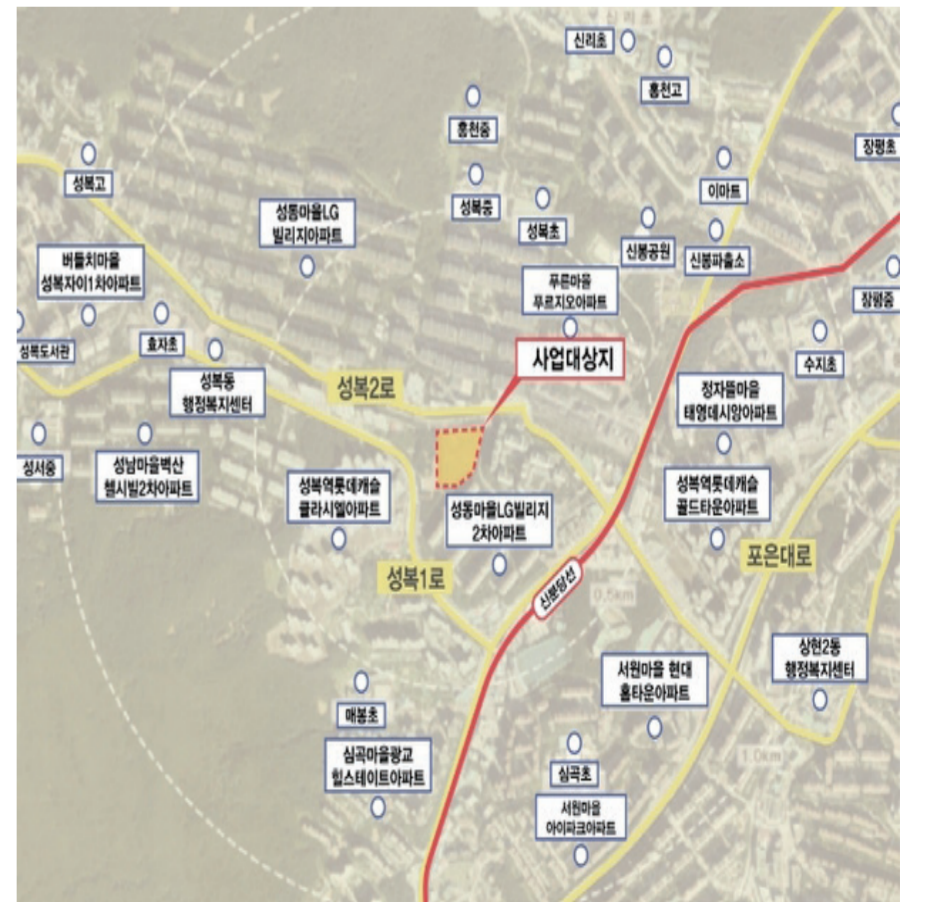 신리초
신리초
홍천고
홍천중
장평초
성복고
이마트
성복중
성동마을LG
빌리지아파트
성복초
신봉공원
신봉파출소
버들치마을
성복자이1차아파트
푸른마을
푸르지오아파트
장평중
성복도서관
효자초
사업대상지
수지초
성복동
행정복지센터
성복2로
정자뜰마을
태영데시앙아파트
성서중
성남마을벽산
첼시빌2차아파트
성복역롯데캐슬
클라시엘아파트
성동마을LG빌리지
2차아파트
성복역롯데캐슬
골드타운아파트
포은대로
성복1로
신분당선
0.5km
상현2동
행정복지센터
서원마을 현대
홈타운아파트
매봉초
심곡마을광교
힐스테이트아파트
1.0km
심곡초
서원마을
아이파크아파트